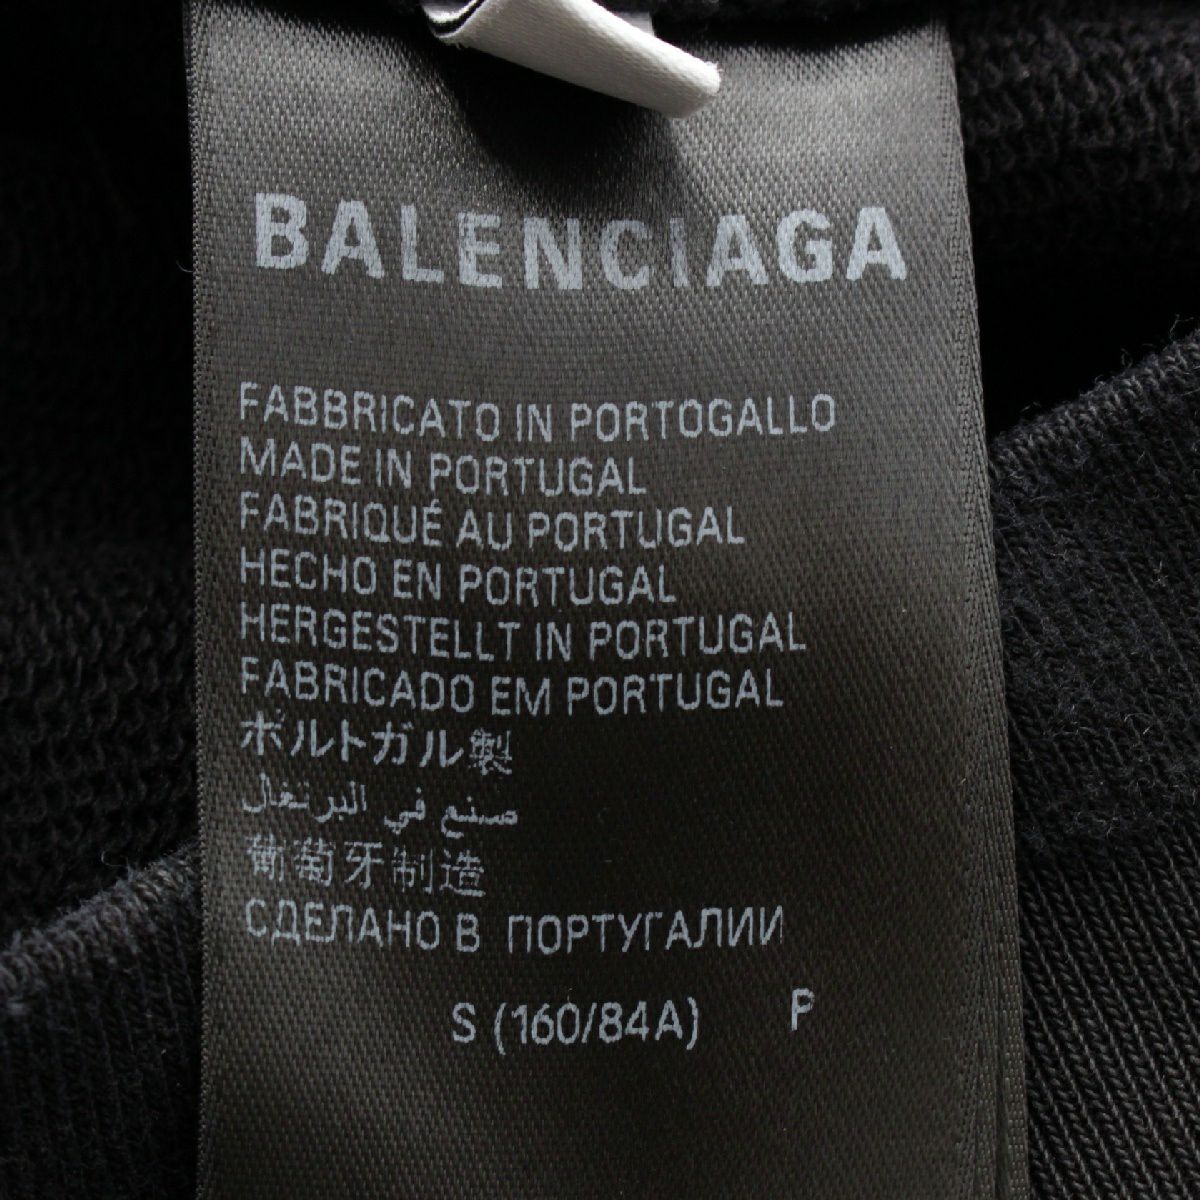 BALENCIAGA
FABBRICATO IN PORTOGALLO
MADE IN PORTUGAL
FABRIQUÉ AU PORTUGAL
HECHO EN PORTUGAL
HERGESTELLT IN PORTUGAL
FABRICADO EM PORTUGAL
ポルトガル製
صنع في البرتغال
葡萄牙制造
СДЕЛАНО В ПОРТУГАЛИИ
S (160/84A) P